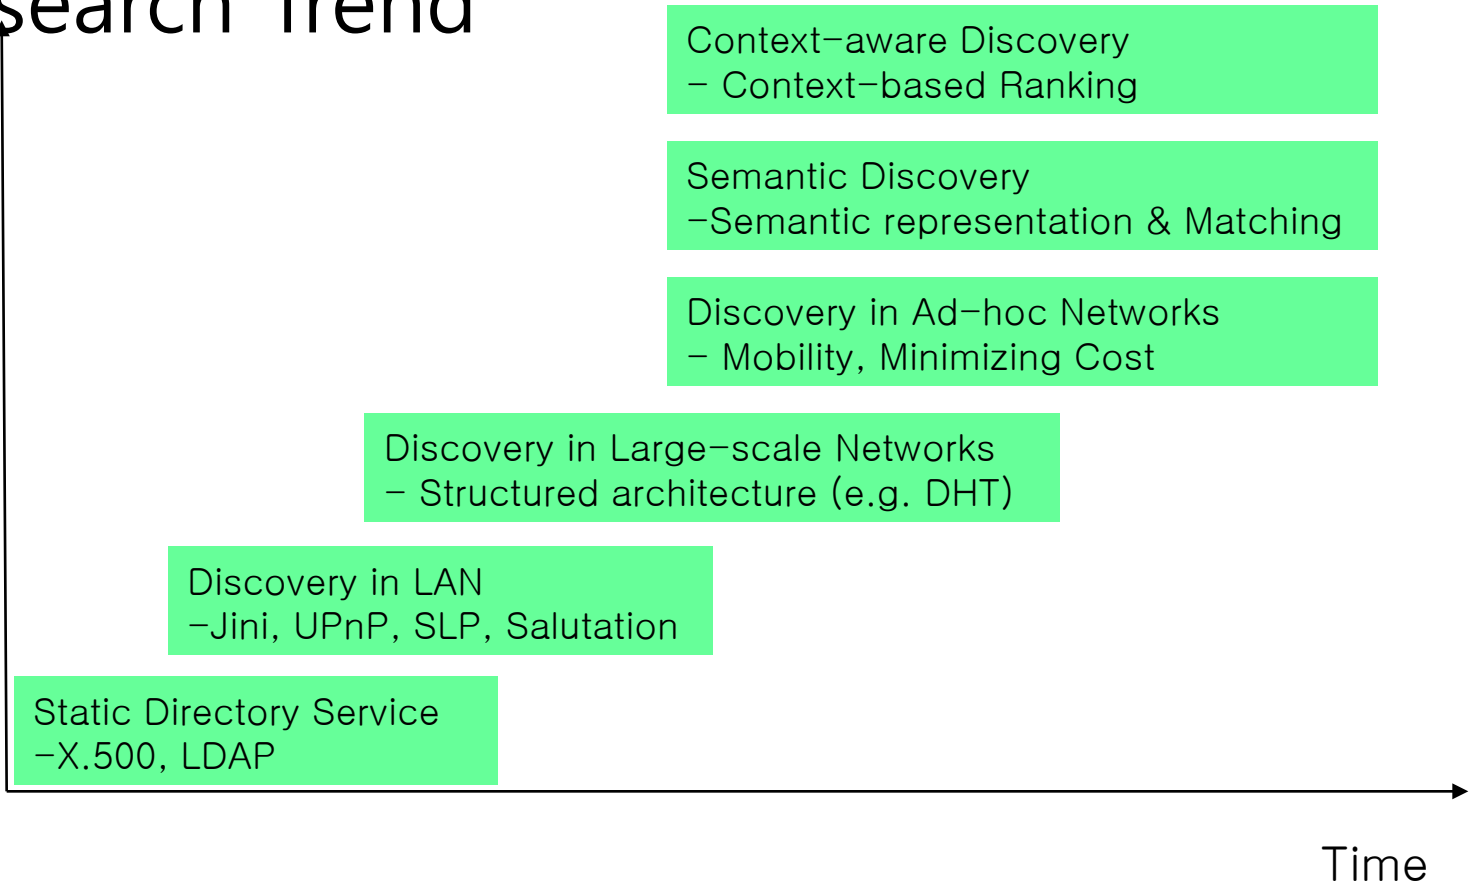 search Trend
Context-aware Discovery
- Context-based Ranking
Semantic Discovery
-Semantic representation & Matching
Discovery in Ad-hoc Networks
- Mobility, Minimizing Cost
Discovery in Large-scale Networks
- Structured architecture (e.g. DHT)
Discovery in LAN
-Jini, UPnP, SLP, Salutation
Static Directory Service
-X.500, LDAP
Time